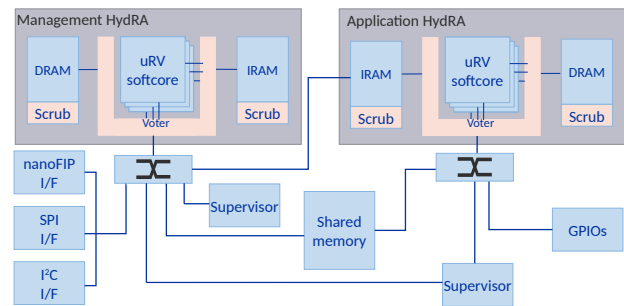 Management HydRA
Application HydRA
DRAM
Scrub
uRV
softcore
Voter
IRAM
Scrub
IRAM
Scrub
uRV
softcore
Voter
DRAM
Scrub
nanoFIP
I/F
SPI
I/F
I²C
I/F
Supervisor
Shared
memory
Supervisor
GPIOs